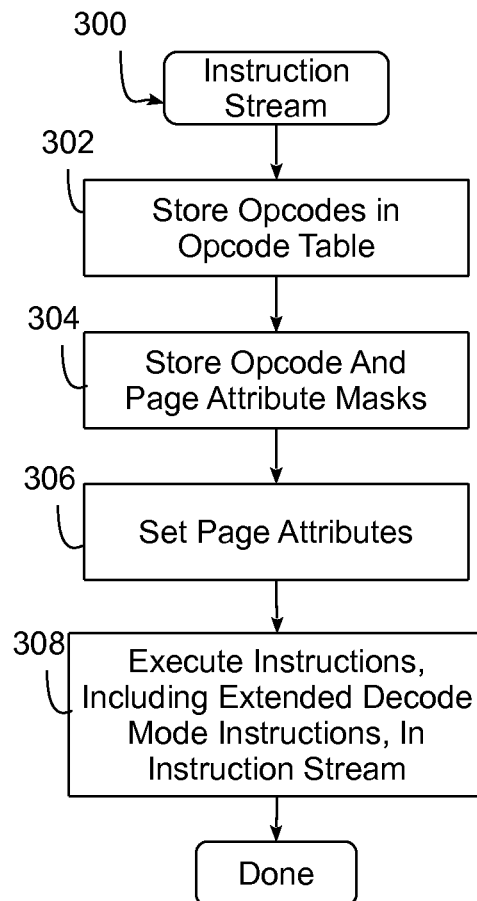 300
Instruction
Stream
302
Store Opcodes in
Opcode Table
304
Store Opcode And
Page Attribute Masks
306
Set Page Attributes
308
Execute Instructions,
Including Extended Decode
Mode Instructions, In
Instruction Stream
Done